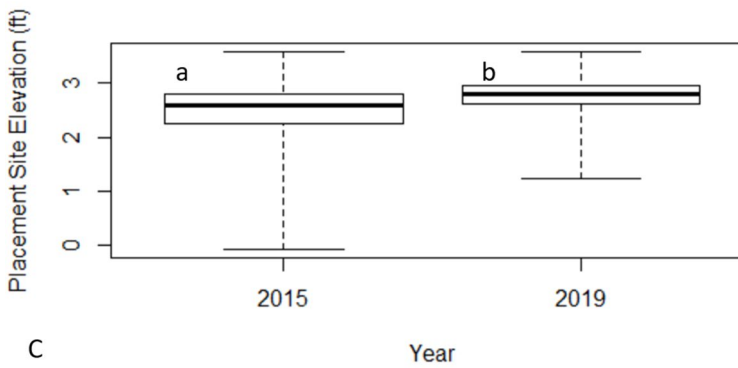 Placement Site Elevation (ft)
3
2
1
0
a
b
2015
2019
Year
C